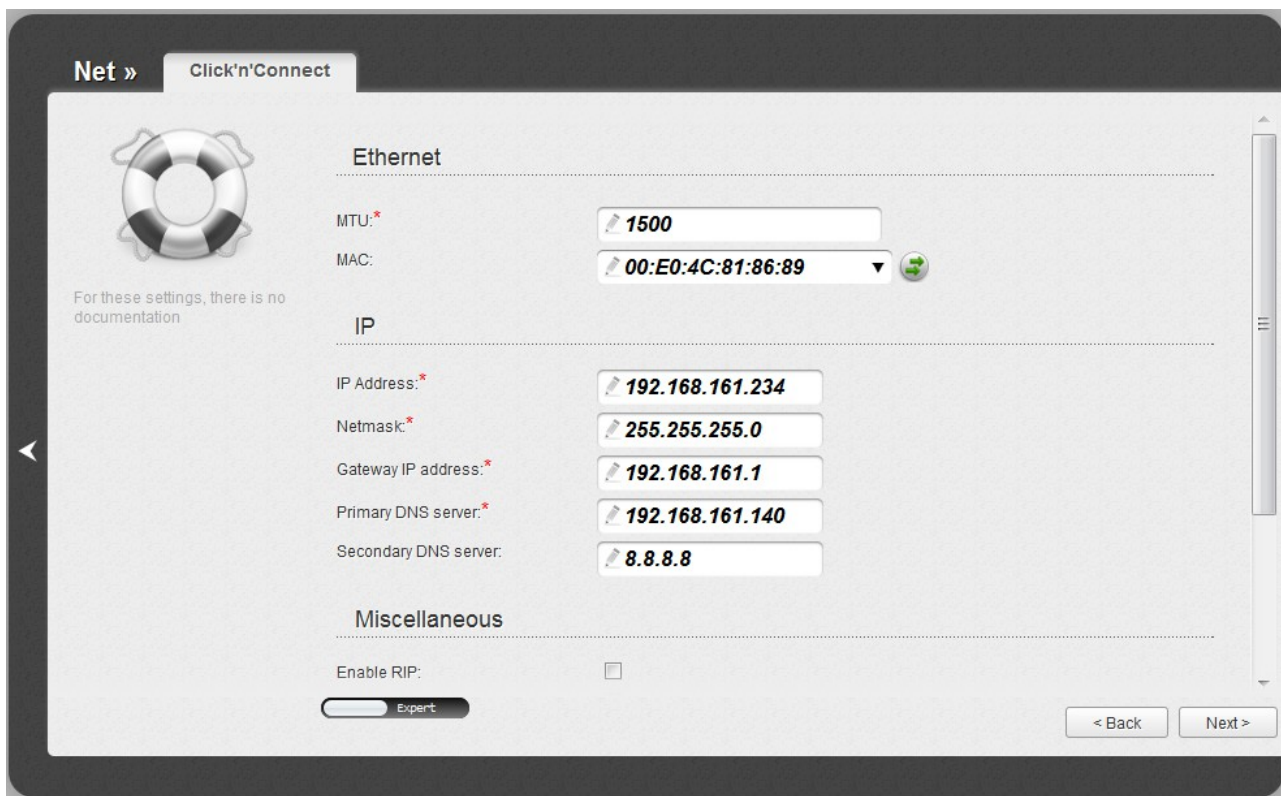 Net » Click'n'Connect
For these settings, there is no
documentation
Ethernet
MTU:* 1500
MAC: 00:E0:4C:81:86:89
IP
IP Address:* 192.168.161.234
Netmask:* 255.255.255.0
Gateway IP address:* 192.168.161.1
Primary DNS server:* 192.168.161.140
Secondary DNS server: 8.8.8.8
Miscellaneous
Enable RIP:
Expert
< Back Next >